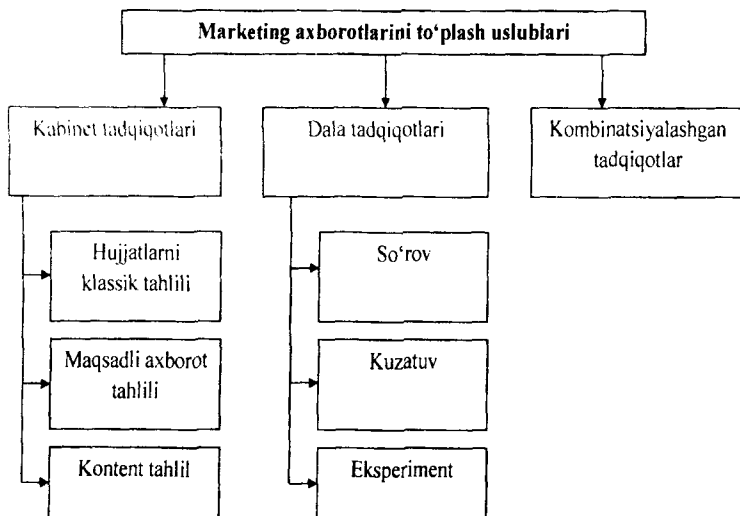 Marketing axborotlarini to‘plash uslublari
Kabinet tadqiqotlari
Dala tadqiqotlari
Kombinatsiyalashgan
tadqiqotlar
Hujjatlarni
klassik tahlili
So‘rov
Maqsadli axborot
tahlili
Kuzatuv
Kontent tahlil
Eksperiment